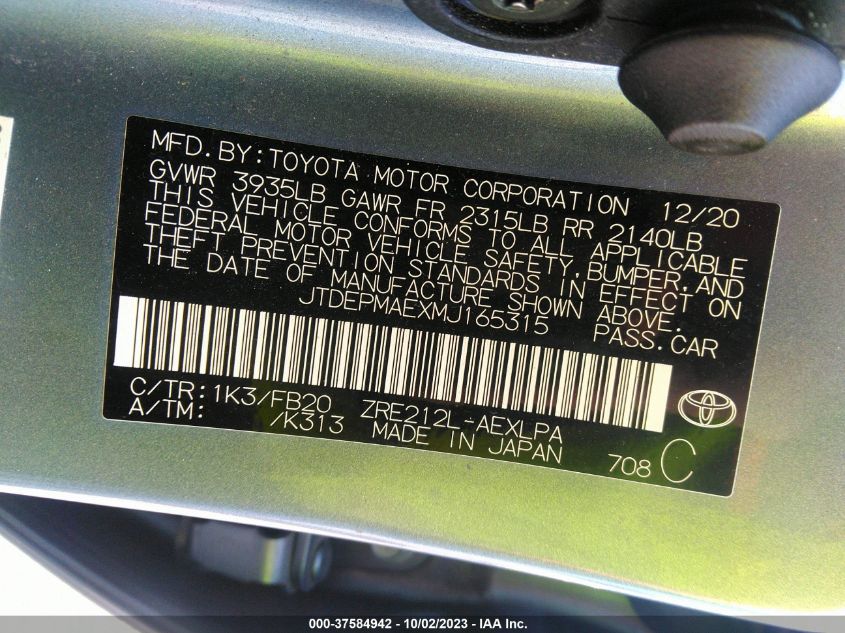 MFD.BY:TOYOTA MOTOR CORPORATION 12/20
GVWR 3935LB GAWR FR 2315LB RR 2140LB
THIS VEHICLE CONFORMS TO ALL APPLICABLE
FEDERAL MOTOR VEHICLE SAFETY,BUMPER,AND
THEFT PREVENTION STANDARDS IN EFFECT ON
THE DATE OF MANUFACTURE SHOWN ABOVE.
JTDEPMAEXMJ165315 PASS.CAR
C/TR:1K3/FB20 ZRE212L-AEXLPA
A/TM: /K313 MADE IN JAPAN 708 C
000-37584942 - 10/02/2023 - IAA Inc.